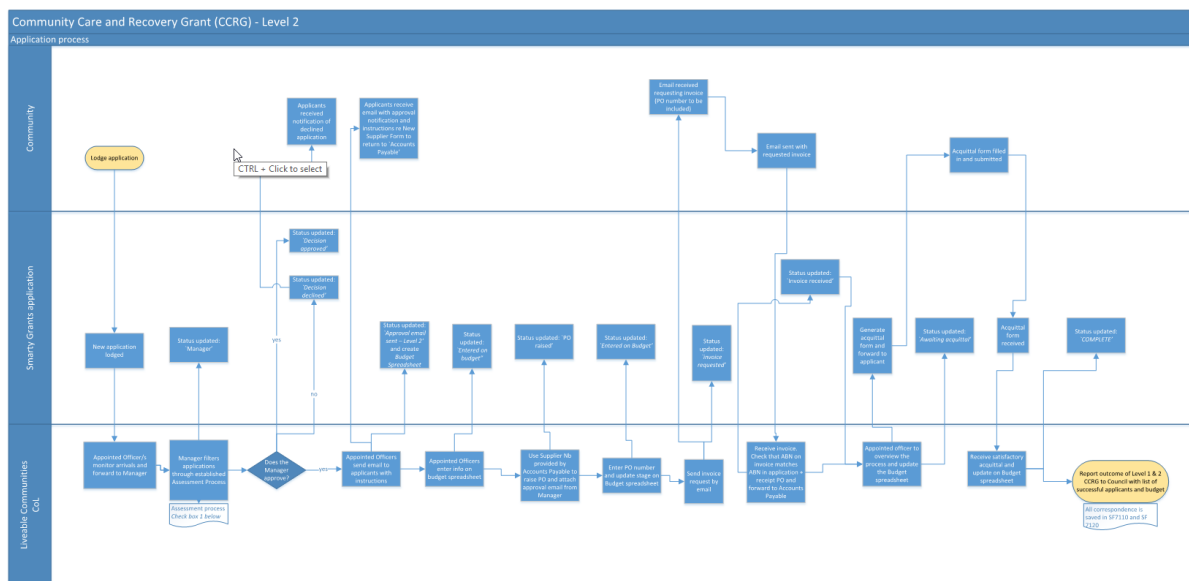 Community Care and Recovery Grant (CCRG) - Level 2
Application process
Community
Lodge application
Applicants
received
notification of
declined
application
CTRL + Click to select
Applicants receive
email with approval
notification and
instructions re New
Supplier Form to
return to 'Accounts
Payable'
Email received
requesting invoice
(PO number to be
included)
Email sent with
requested invoice
Acquittal form filled
in and submitted
Smarty Grants application
New application
lodged
Status updated:
'Manager'
Status updated:
'Decision
approved'
Status updated:
'Decision
declined'
yes
no
Status updated:
'Approval email
sent – Level 2'
and create
Budget
Spreadsheet
Status
updated:
'Entered on
budget''
Status updated: 'PO
raised'
Status updated:
'Entered on Budget'
Status
updated:
'Invoice
requested'
Status updated:
'Invoice received'
Generate
acquittal
form and
forward to
applicant
Status updated:
'Awaiting acquittal'
Acquittal
form
received
Status updated:
'COMPLETE'
Liveable Communities
CoL
Appointed Officer/s
monitor arrivals and
forward to Manager
Manager filters
applications
through established
Assessment Process
Assessment process
Check box 1 below
Does the
Manager
approve?
yes
Appointed Officers
send email to
applicants with
instructions
Appointed Officers
enter info on
budget spreadsheet
Use Supplier Nb
provided by
Accounts Payable to
raise PO and attach
approval email from
Manager
Enter PO number
and update stage on
Budget spreadsheet
Send invoice
request by
email
Receive invoice.
Check that ABN on
invoice matches
ABN in application +
receipt PO and
forward to Accounts
Payable
Appointed officer to
overview the
process and update
the Budget
spreadsheet
Receive satisfactory
acquittal and
update on Budget
spreadsheet
Report outcome of Level 1 & 2
CCRG to Council with list of
successful applicants and budget
All correspondence is
saved in SF7110 and SF
7120